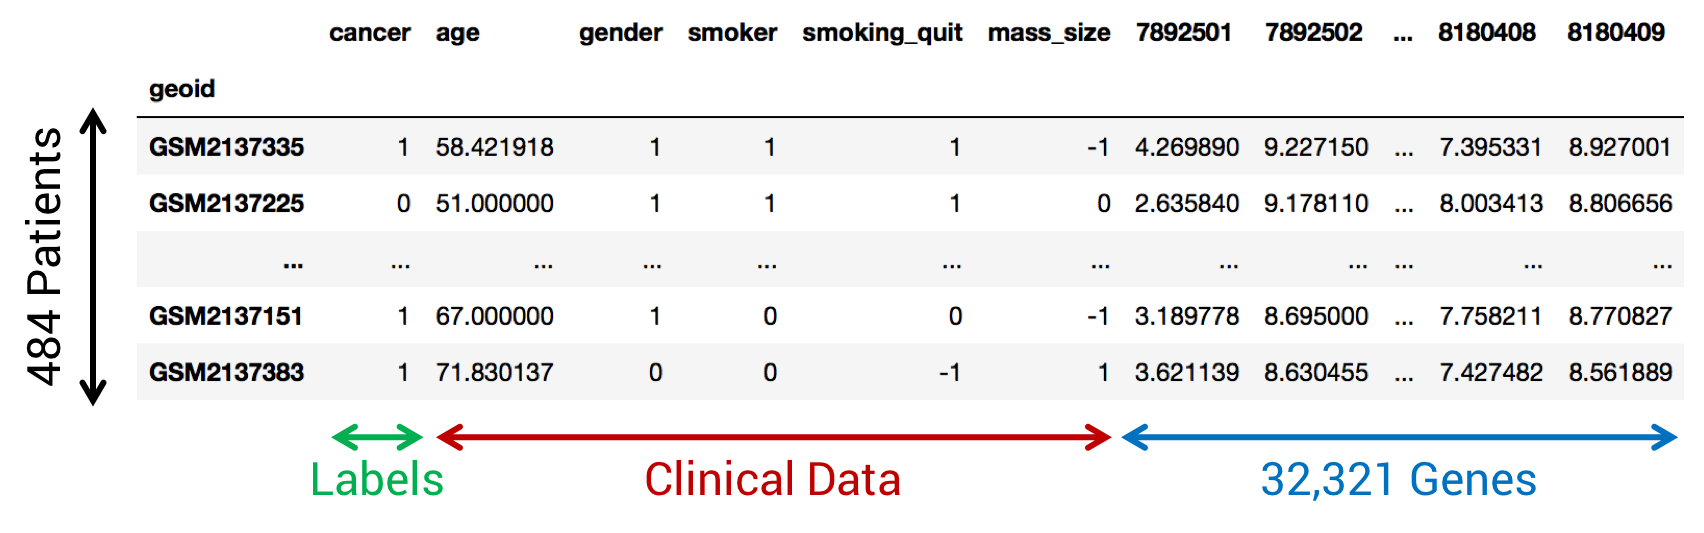 cancer age gender smoker smoking_quit mass_size 7892501 7892502 ... 8180408 8180409
geoid
GSM2137335 1 58.421918 1 1 1 -1 4.269890 9.227150 ... 7.395331 8.927001
GSM2137225 0 51.000000 1 1 1 0 2.635840 9.178110 ... 8.003413 8.806656
... ... ... ... ... ... ... ... ... ... ... ...
GSM2137151 1 67.000000 1 0 0 -1 3.189778 8.695000 ... 7.758211 8.770827
GSM2137383 1 71.830137 0 0 -1 1 3.621139 8.630455 ... 7.427482 8.561889
484 Patients
Labels Clinical Data 32,321 Genes